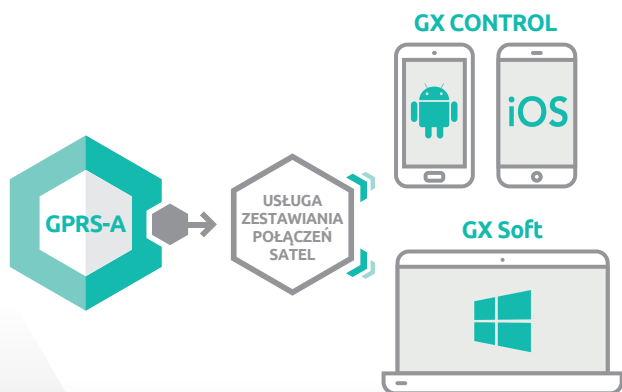 GX CONTROL
iOS
GPRS-A
USŁUGA
ZESTAWIANIA
POŁĄCZEŃ
SATEL
GX Soft